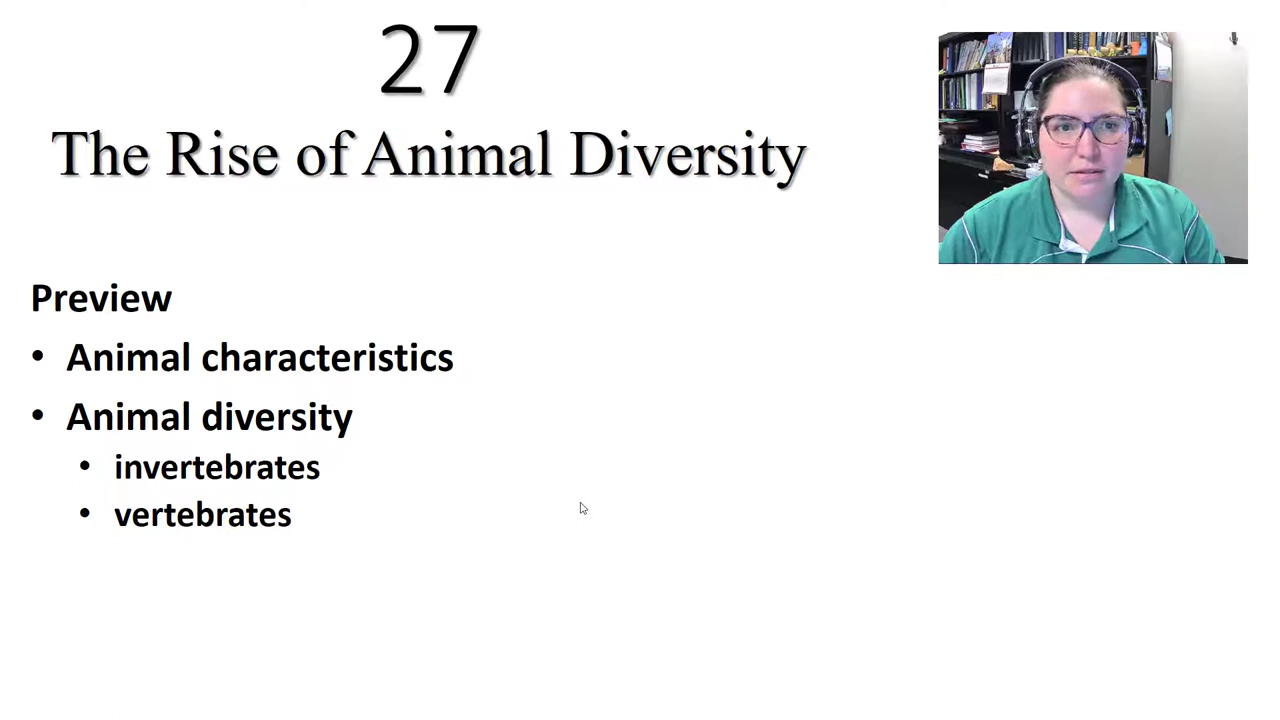 27
The Rise of Animal Diversity
Preview
• Animal characteristics
• Animal diversity
• invertebrates
• vertebrates